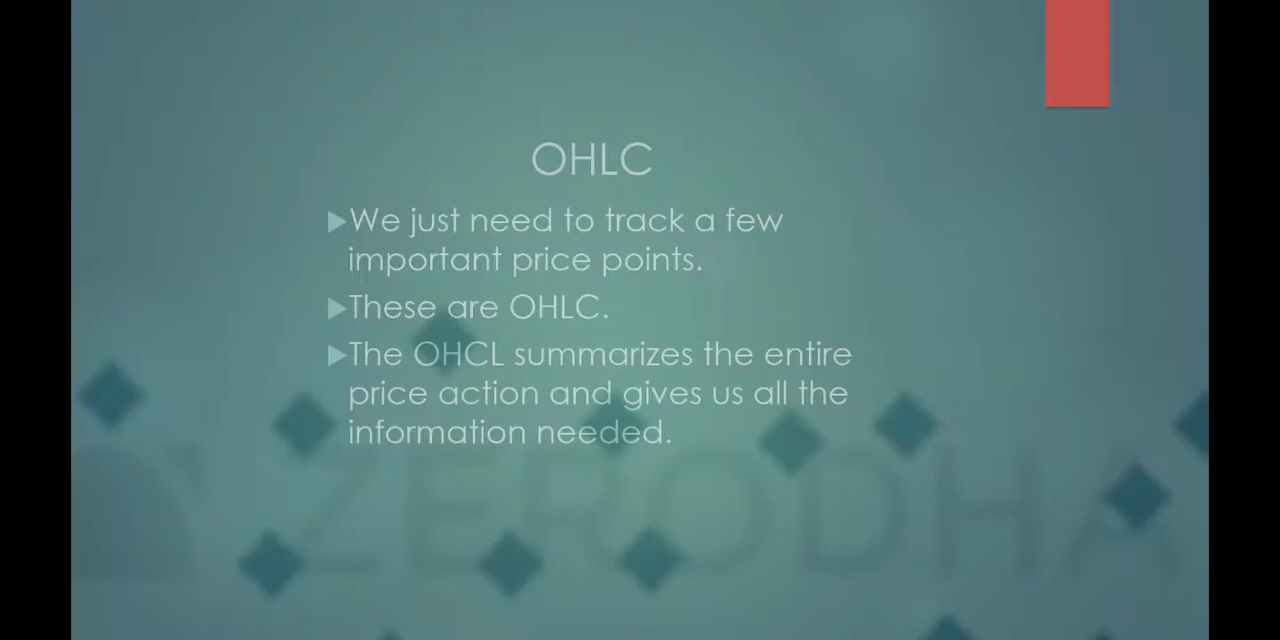 OHLC
▶We just need to track a few
important price points.
▶These are OHLC.
▶The OHCL summarizes the entire
price action and gives us all the
information needed.
ZERODHA